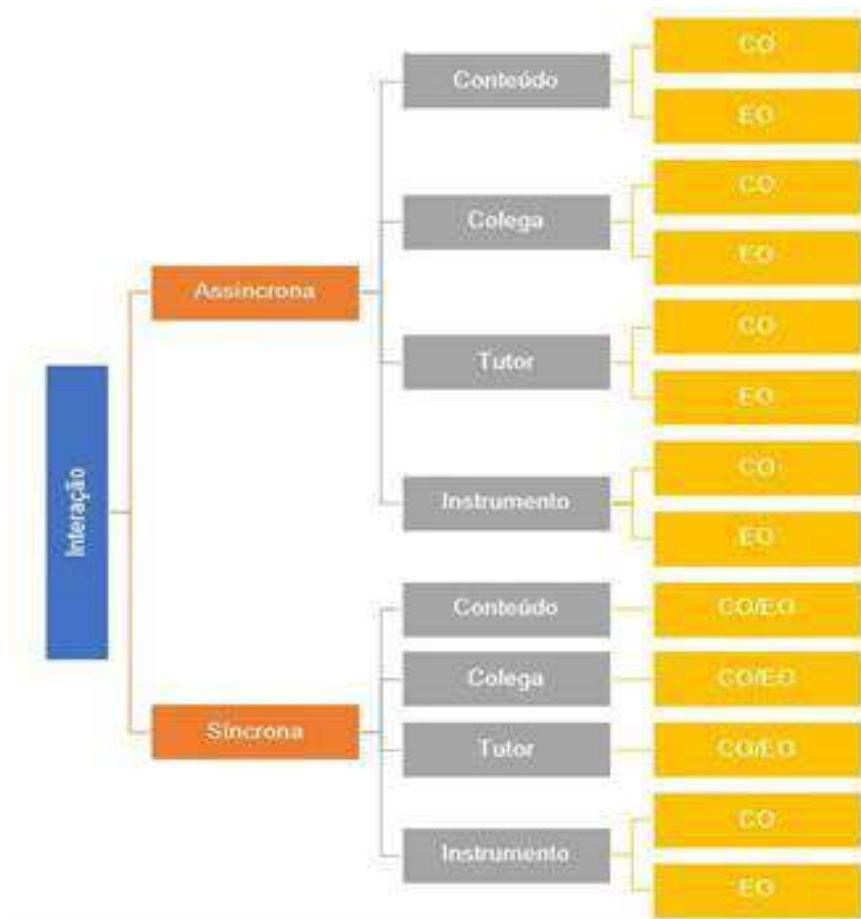 Interação
Assíncrona
Conteúdo
CO
EO
Colega
CO
EO
Tutor
CO
EO
Instrumento
CO
EO
Síncrona
Conteúdo
CO/EO
Colega
CO/EO
Tutor
CO/EO
Instrumento
CO
EO